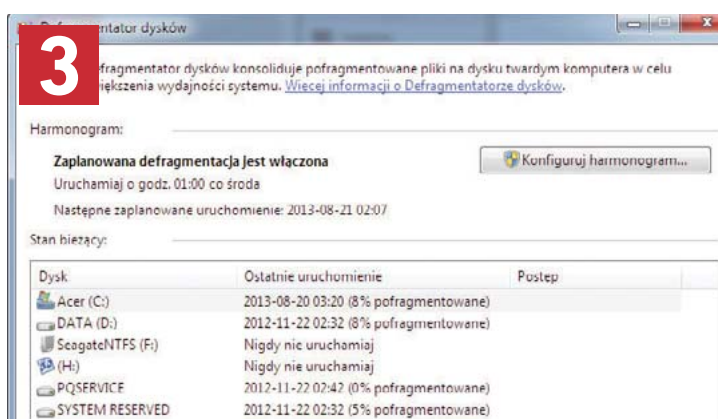 3
entator dysków
fragmentator dysków konsoliduje pofragmentowane pliki na dysku twardym komputera w celu
iększenia wydajności systemu. Więcej informacji o Defragmentatorze dysków.
Harmonogram:
Zaplanowana defragmentacja jest włączona
Konfiguruj harmonogram...
Uruchamiaj o godz. 01:00 co środa
Następne zaplanowane uruchomienie: 2013-08-21 02:07
Stan bieżący:
Dysk Ostatnie uruchomienie Postęp
Acer (C:) 2013-08-20 03:20 (8% pofragmentowane)
DATA (D:) 2012-11-22 02:32 (8% pofragmentowane)
SeagateNTFS (F:) Nigdy nie uruchamiaj
(H:) Nigdy nie uruchamiaj
PQSERVICE 2012-11-22 02:42 (0% pofragmentowane)
SYSTEM RESERVED 2012-11-22 02:32 (5% pofragmentowane)